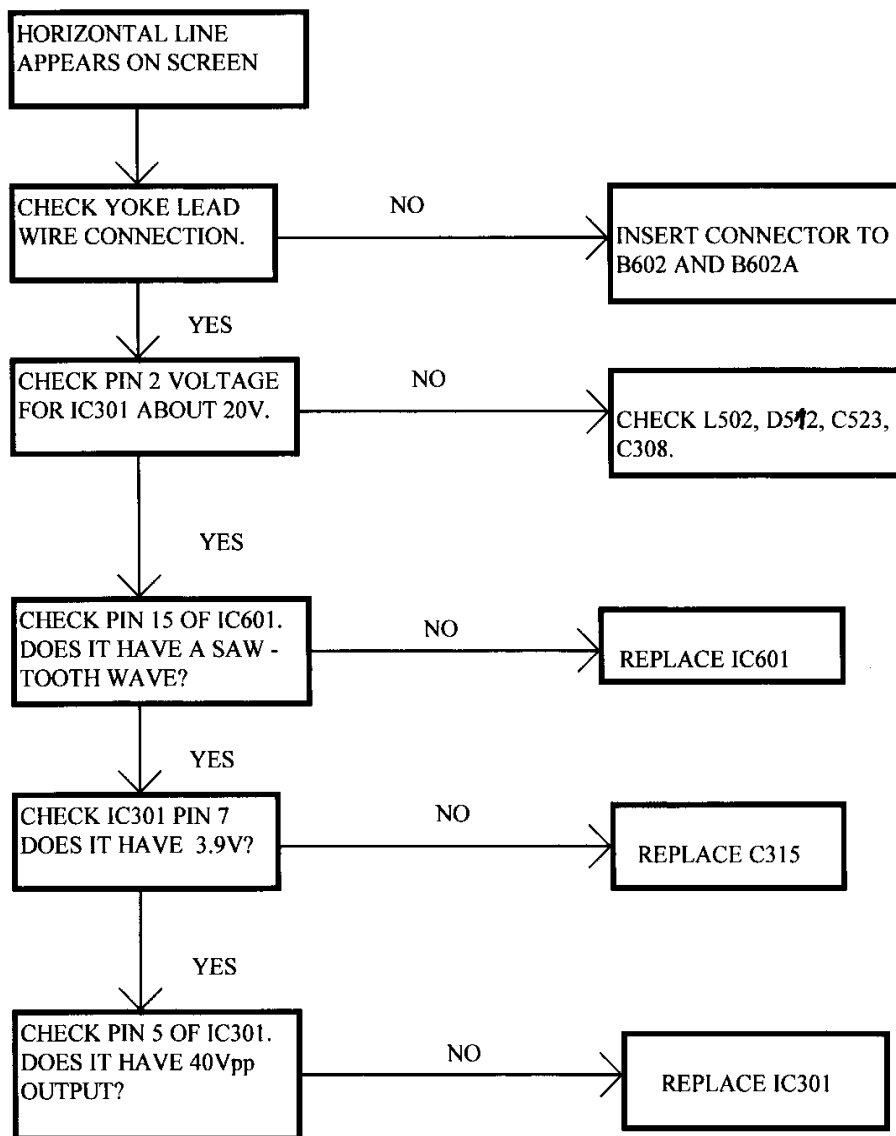 HORIZONTAL LINE
APPEARS ON SCREEN
CHECK YOKE LEAD
WIRE CONNECTION.
NO
INSERT CONNECTOR TO
B602 AND B602A
YES
CHECK PIN 2 VOLTAGE
FOR IC301 ABOUT 20V.
NO
CHECK L502, D512, C523,
C308.
YES
CHECK PIN 15 OF IC601.
DOES IT HAVE A SAW -
TOOTH WAVE?
NO
REPLACE IC601
YES
CHECK IC301 PIN 7
DOES IT HAVE 3.9V?
NO
REPLACE C315
YES
CHECK PIN 5 OF IC301.
DOES IT HAVE 40Vpp
OUTPUT?
NO
REPLACE IC301